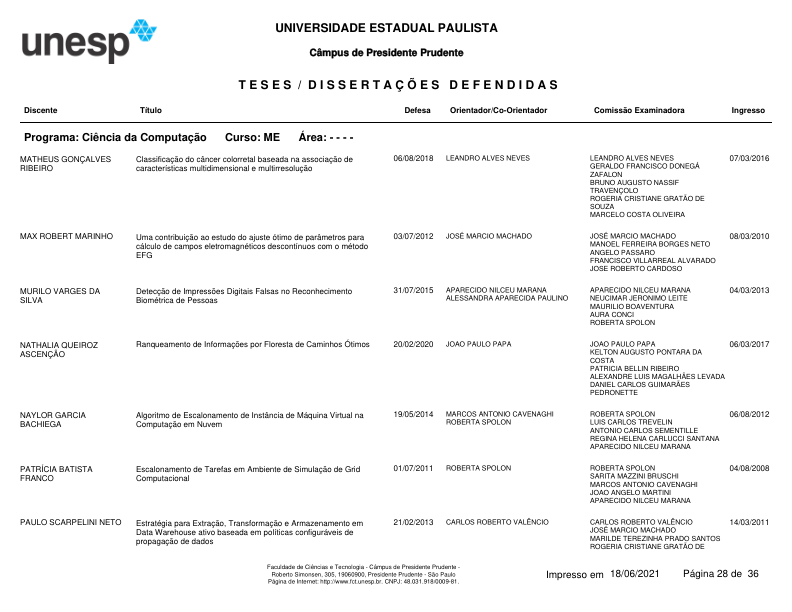 unesp
UNIVERSIDADE ESTADUAL PAULISTA
Câmpus de Presidente Prudente
TESES / DISSERTAÇÕES DEFENDIDAS
Discente Título Defesa Orientador/Co-Orientador Comissão Examinadora Ingresso
Programa: Ciência da Computação Curso: ME Área: - - - -
MATHEUS GONÇALVES Classificação do câncer colorretal baseada na associação de 06/08/2018 LEANDRO ALVES NEVES LEANDRO ALVES NEVES 07/03/2016
RIBEIRO características multidimensional e multirresolução GERALDO FRANCISCO DONEGÁ
ZAFALON
BRUNO AUGUSTO NASSIF
TRAVENÇOLO
ROGERIA CRISTIANE GRATÃO DE
SOUZA
MARCELO COSTA OLIVEIRA
MAX ROBERT MARINHO Uma contribuição ao estudo do ajuste ótimo de parâmetros para 03/07/2012 JOSÉ MARCIO MACHADO JOSÉ MARCIO MACHADO 08/03/2010
cálculo de campos eletromagnéticos descontínuos com o método MANOEL FERREIRA BORGES NETO
EFG ANGELO PASSARO
FRANCISCO VILLARREAL ALVARADO
JOSE ROBERTO CARDOSO
MURILO VARGES DA Detecção de Impressões Digitais Falsas no Reconhecimento 31/07/2015 APARECIDO NILCEU MARANA APARECIDO NILCEU MARANA 04/03/2013
SILVA Biométrica de Pessoas ALESSANDRA APARECIDA PAULINO NEUCIMAR JERONIMO LEITE
MAURILIO BOAVENTURA
AURA CONCI
ROBERTA SPOLON
NATHALIA QUEIROZ Ranqueamento de Informações por Floresta de Caminhos Ótimos 20/02/2020 JOAO PAULO PAPA JOAO PAULO PAPA 06/03/2017
ASCENÇÃO KELTON AUGUSTO PONTARA DA
COSTA
PATRICIA BELLIN RIBEIRO
ALEXANDRE LUIS MAGALHÃES LEVADA
DANIEL CARLOS GUIMARÃES
PEDRONETTE
NAYLOR GARCIA Algoritmo de Escalonamento de Instância de Máquina Virtual na 19/05/2014 MARCOS ANTONIO CAVENAGHI ROBERTA SPOLON 06/08/2012
BACHIEGA Computação em Nuvem ROBERTA SPOLON LUIS CARLOS TREVELIN
ANTONIO CARLOS SEMENTILLE
REGINA HELENA CARLUCCI SANTANA
APARECIDO NILCEU MARANA
PATRÍCIA BATISTA Escalonamento de Tarefas em Ambiente de Simulação de Grid 01/07/2011 ROBERTA SPOLON ROBERTA SPOLON 04/08/2008
FRANCO Computacional SARITA MAZZINI BRUSCHI
MARCOS ANTONIO CAVENAGHI
JOAO ANGELO MARTINI
APARECIDO NILCEU MARANA
PAULO SCARPELINI NETO Estratégia para Extração, Transformação e Armazenamento em 21/02/2013 CARLOS ROBERTO VALÊNCIO CARLOS ROBERTO VALÊNCIO 14/03/2011
Data Warehouse ativo baseada em políticas configuráveis de JOSÉ MARCIO MACHADO
propagação de dados MARILDE TEREZINHA PRADO SANTOS
ROGERIA CRISTIANE GRATÃO DE
Faculdade de Ciências e Tecnologia - Câmpus de Presidente Prudente -
Roberto Simonsen, 305, 19060900, Presidente Prudente - São Paulo
Página de Internet: http://www.fct.unesp.br. CNPJ: 48.031.918/0009-81.
Impresso em 18/06/2021 Página 28 de 36